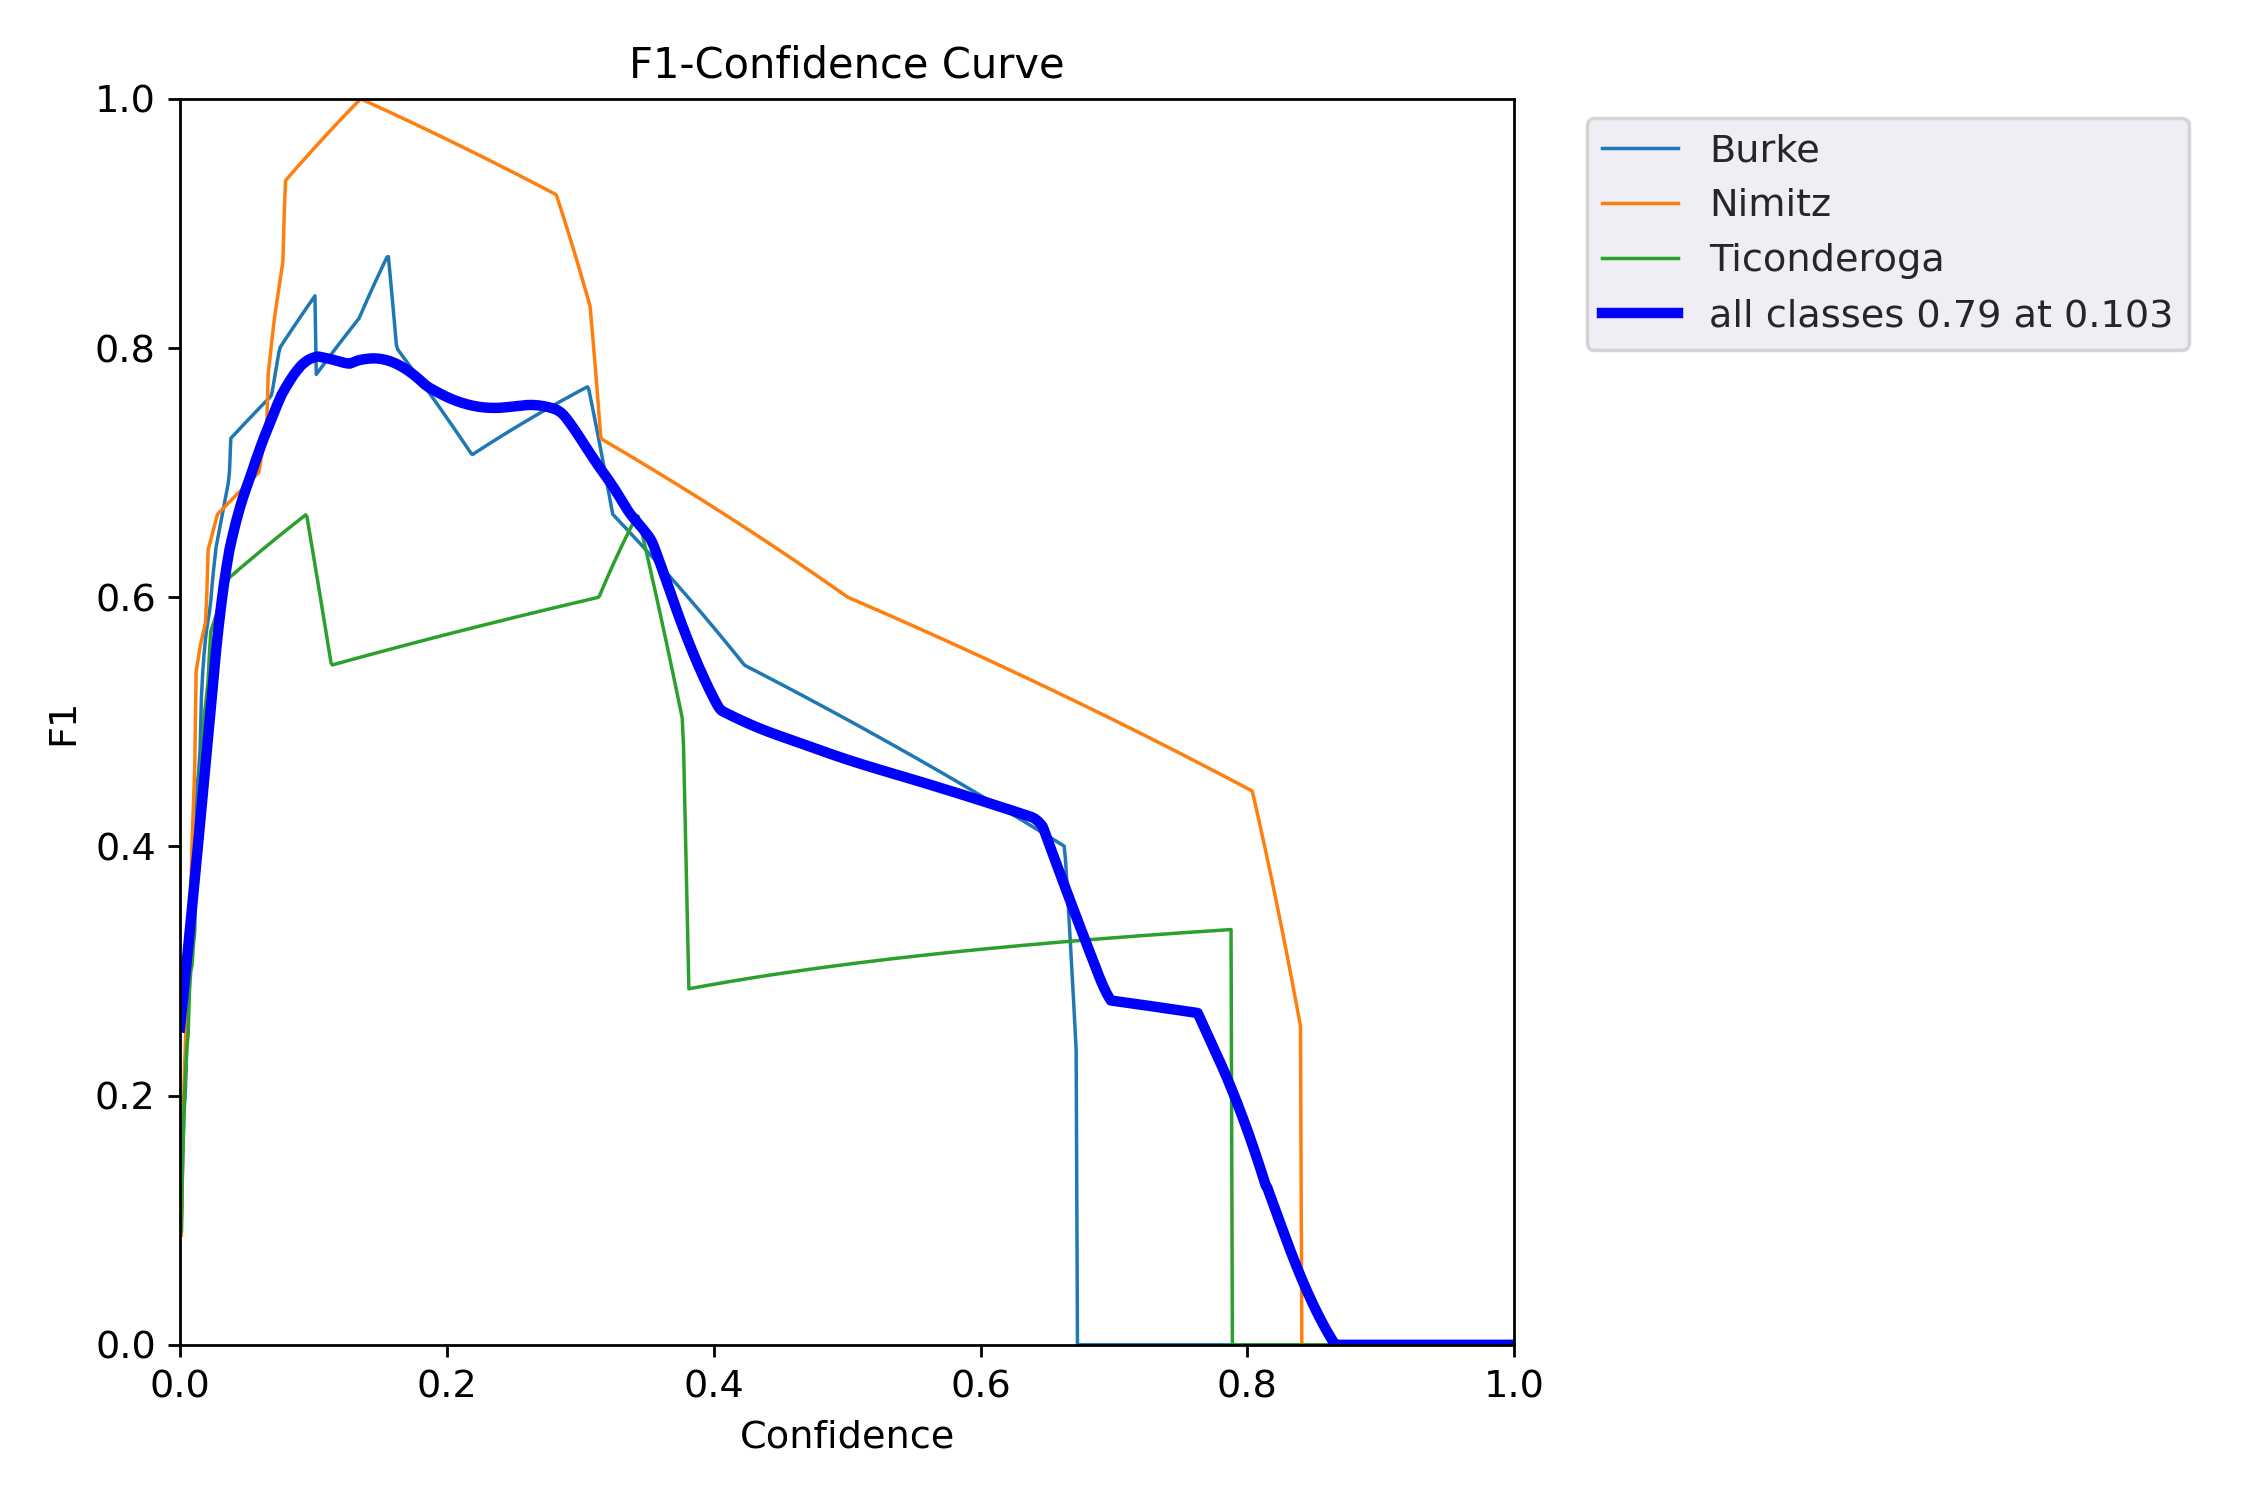 F1-Confidence Curve
1.0
0.8
0.6
0.4
0.2
0.0
F1
0.0 0.2 0.4 0.6 0.8 1.0
Confidence
Burke
Nimitz
Ticonderoga
all classes 0.79 at 0.103